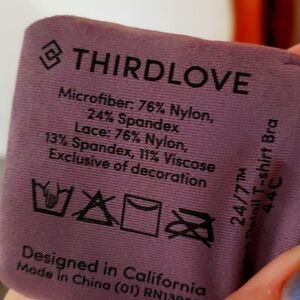 THIRDLOVE
Microfiber: 76% Nylon,
24% Spandex
Lace: 76% Nylon,
13% Spandex, 11% Viscose
Exclusive of decoration
Designed in California
Made in China (01)
24/7™
T-shirt Bra
44C